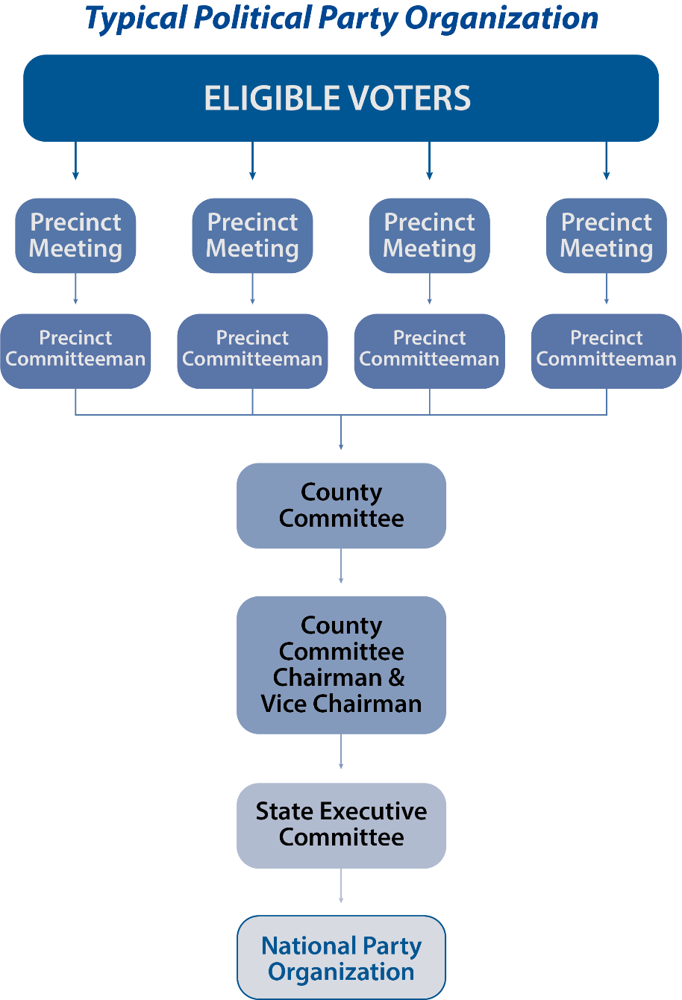 Typical Political Party Organization
ELIGIBLE VOTERS
Precinct
Meeting
Precinct
Meeting
Precinct
Meeting
Precinct
Meeting
Precinct
Committeeman
Precinct
Committeeman
Precinct
Committeeman
Precinct
Committeeman
County
Committee
County
Committee
Chairman &
Vice Chairman
State Executive
Committee
National Party
Organization